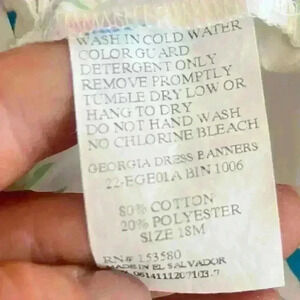 WASH IN COLD WATER
COLOR GUARD
DETERGENT ONLY
REMOVE PROMPTLY
TUMBLE DRY LOW OR
HANG TO DRY
DO NOT HAND WASH
NO CHLORINE BLEACH
GEORGIA DRESS BANNERS
22-EGE01A BIN 1006
80% COTTON
20% POLYESTER
SIZE 18M
RN# 153580
MADE IN EL SALVADOR